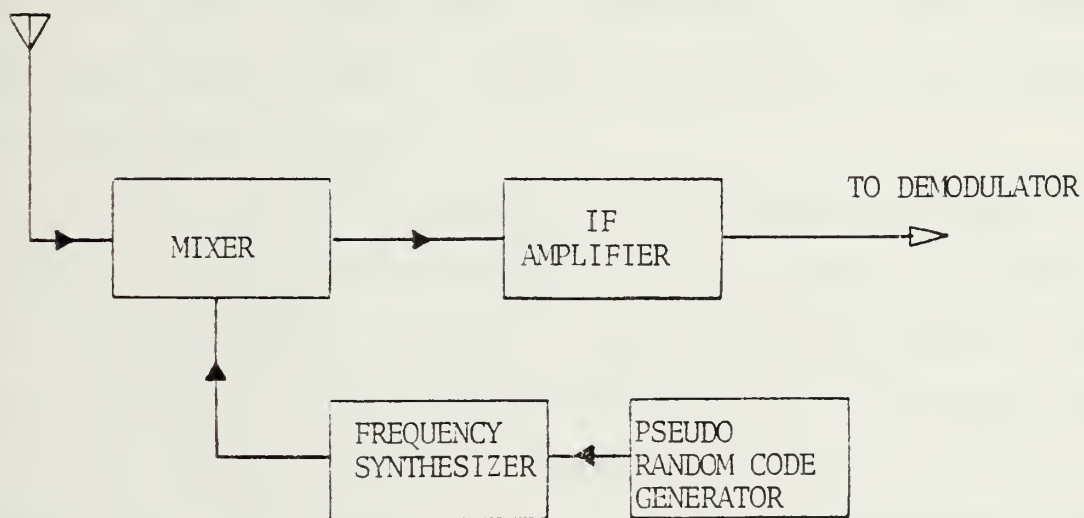 TO DEMODULATOR
MIXER
IF
AMPLIFIER
FREQUENCY
SYNTHESIZER
PSEUDO
RANDOM CODE
GENERATOR